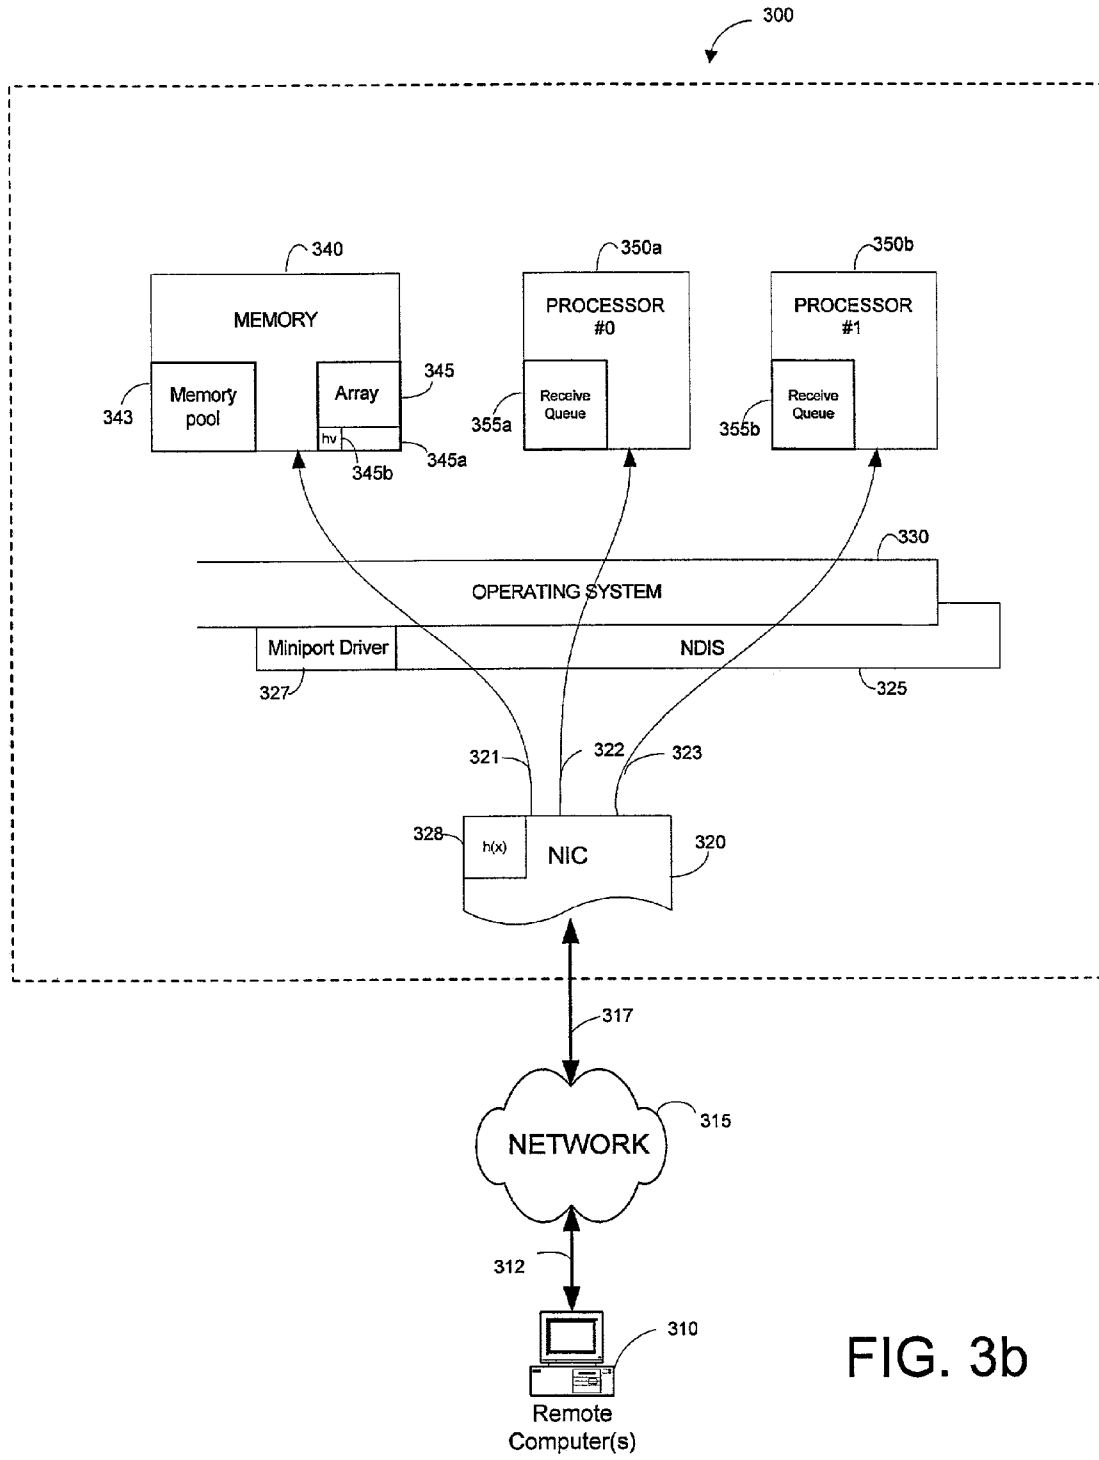 300
340
350a
350b
MEMORY
PROCESSOR
#0
PROCESSOR
#1
343
Memory
pool
Array
345
hv
345b
345a
355a
Receive
Queue
355b
Receive
Queue
330
OPERATING SYSTEM
Miniport Driver
NDIS
327
325
321
322
323
328
h(x)
NIC
320
317
NETWORK
315
312
310
Remote
Computer(s)
FIG. 3b